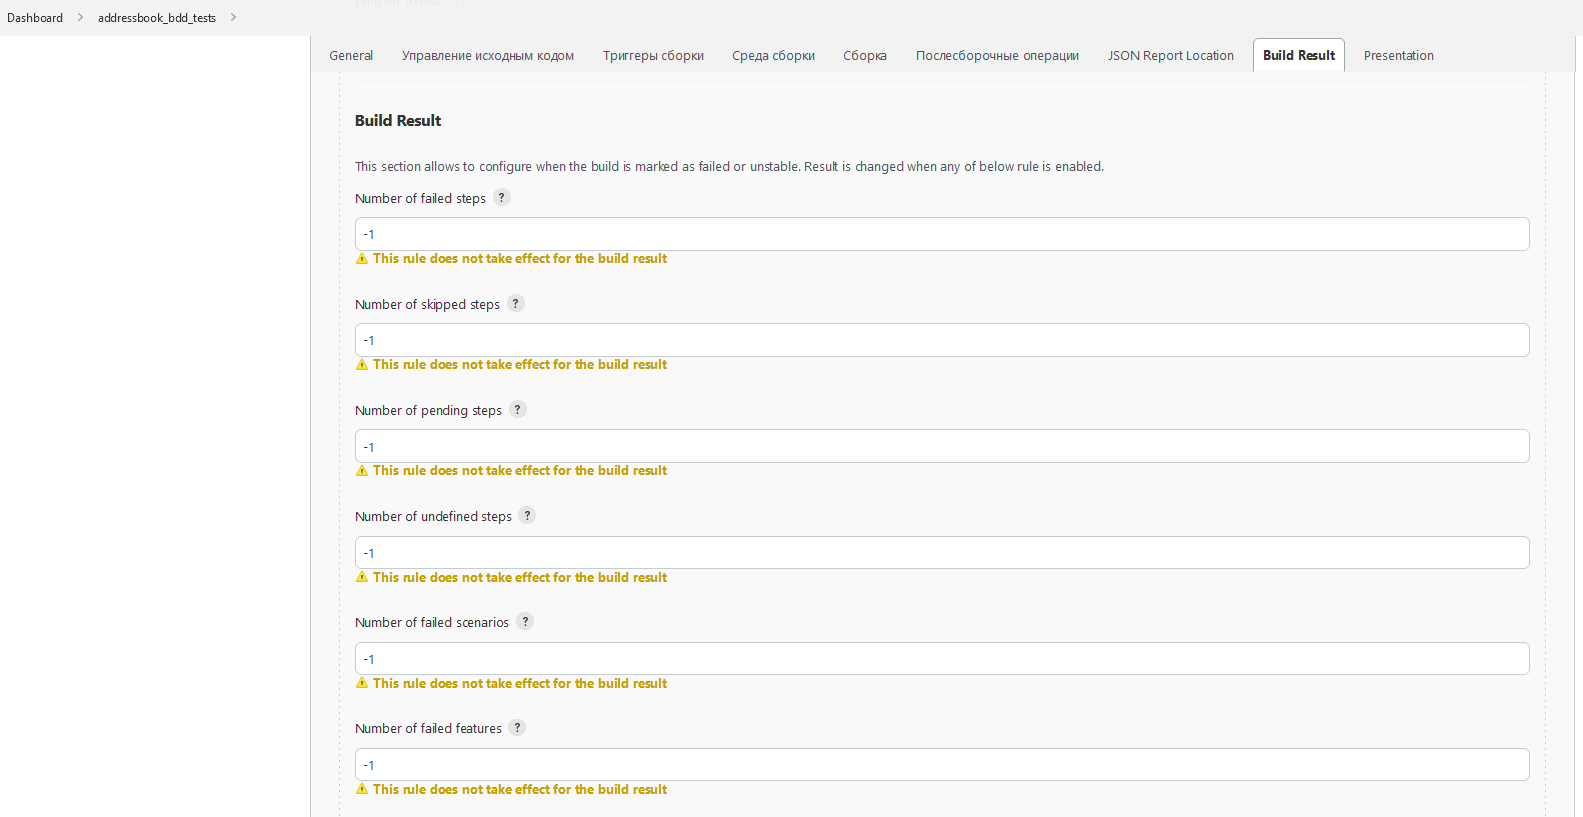 Dashboard > addressbook_bdd_tests >
Limit for trends ?
General Управление исходным кодом Триггеры сборки Среда сборки Сборка Послесборочные операции JSON Report Location Build Result Presentation
Build Result
This section allows to configure when the build is marked as failed or unstable. Result is changed when any of below rule is enabled.
Number of failed steps ?
-1
This rule does not take effect for the build result
Number of skipped steps ?
-1
This rule does not take effect for the build result
Number of pending steps ?
-1
This rule does not take effect for the build result
Number of undefined steps ?
-1
This rule does not take effect for the build result
Number of failed scenarios ?
-1
This rule does not take effect for the build result
Number of failed features ?
-1
This rule does not take effect for the build result